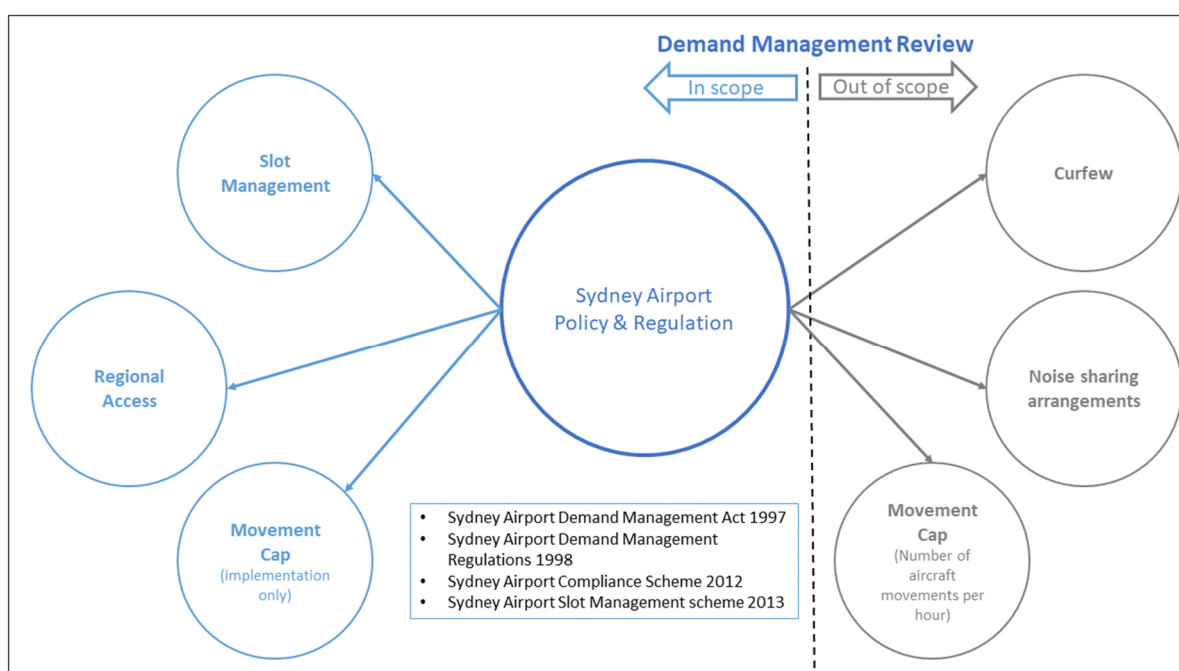 Demand Management Review
In scope
Out of scope
Slot
Management
Curfew
Sydney Airport
Policy & Regulation
Regional
Access
Noise sharing
arrangements
Movement
Cap
(implementation
only)
• Sydney Airport Demand Management Act 1997
• Sydney Airport Demand Management
Regulations 1998
• Sydney Airport Compliance Scheme 2012
• Sydney Airport Slot Management scheme 2013
Movement
Cap
(Number of
aircraft
movements per
hour)